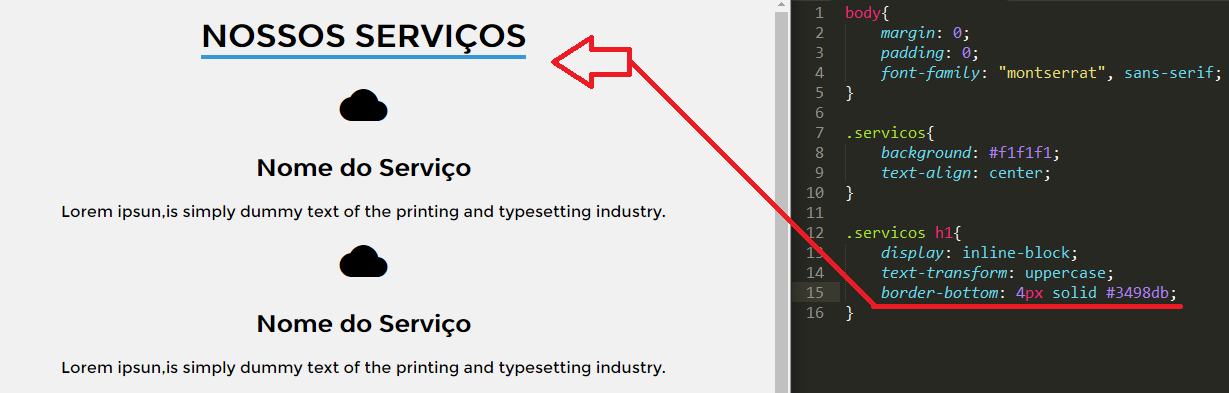 NOSSOS SERVIÇOS
Nome do Serviço
Lorem ipsun,is simply dummy text of the printing and typesetting industry.
Nome do Serviço
Lorem ipsun,is simply dummy text of the printing and typesetting industry.
1 body{
2 margin: 0;
3 padding: 0;
4 font-family: "montserrat", sans-serif;
5 }
6
7 .servicos{
8 background: #f1f1f1;
9 text-align: center;
10 }
11
12 .servicos h1{
13 display: inline-block;
14 text-transform: uppercase;
15 border-bottom: 4px solid #3498db;
16 }